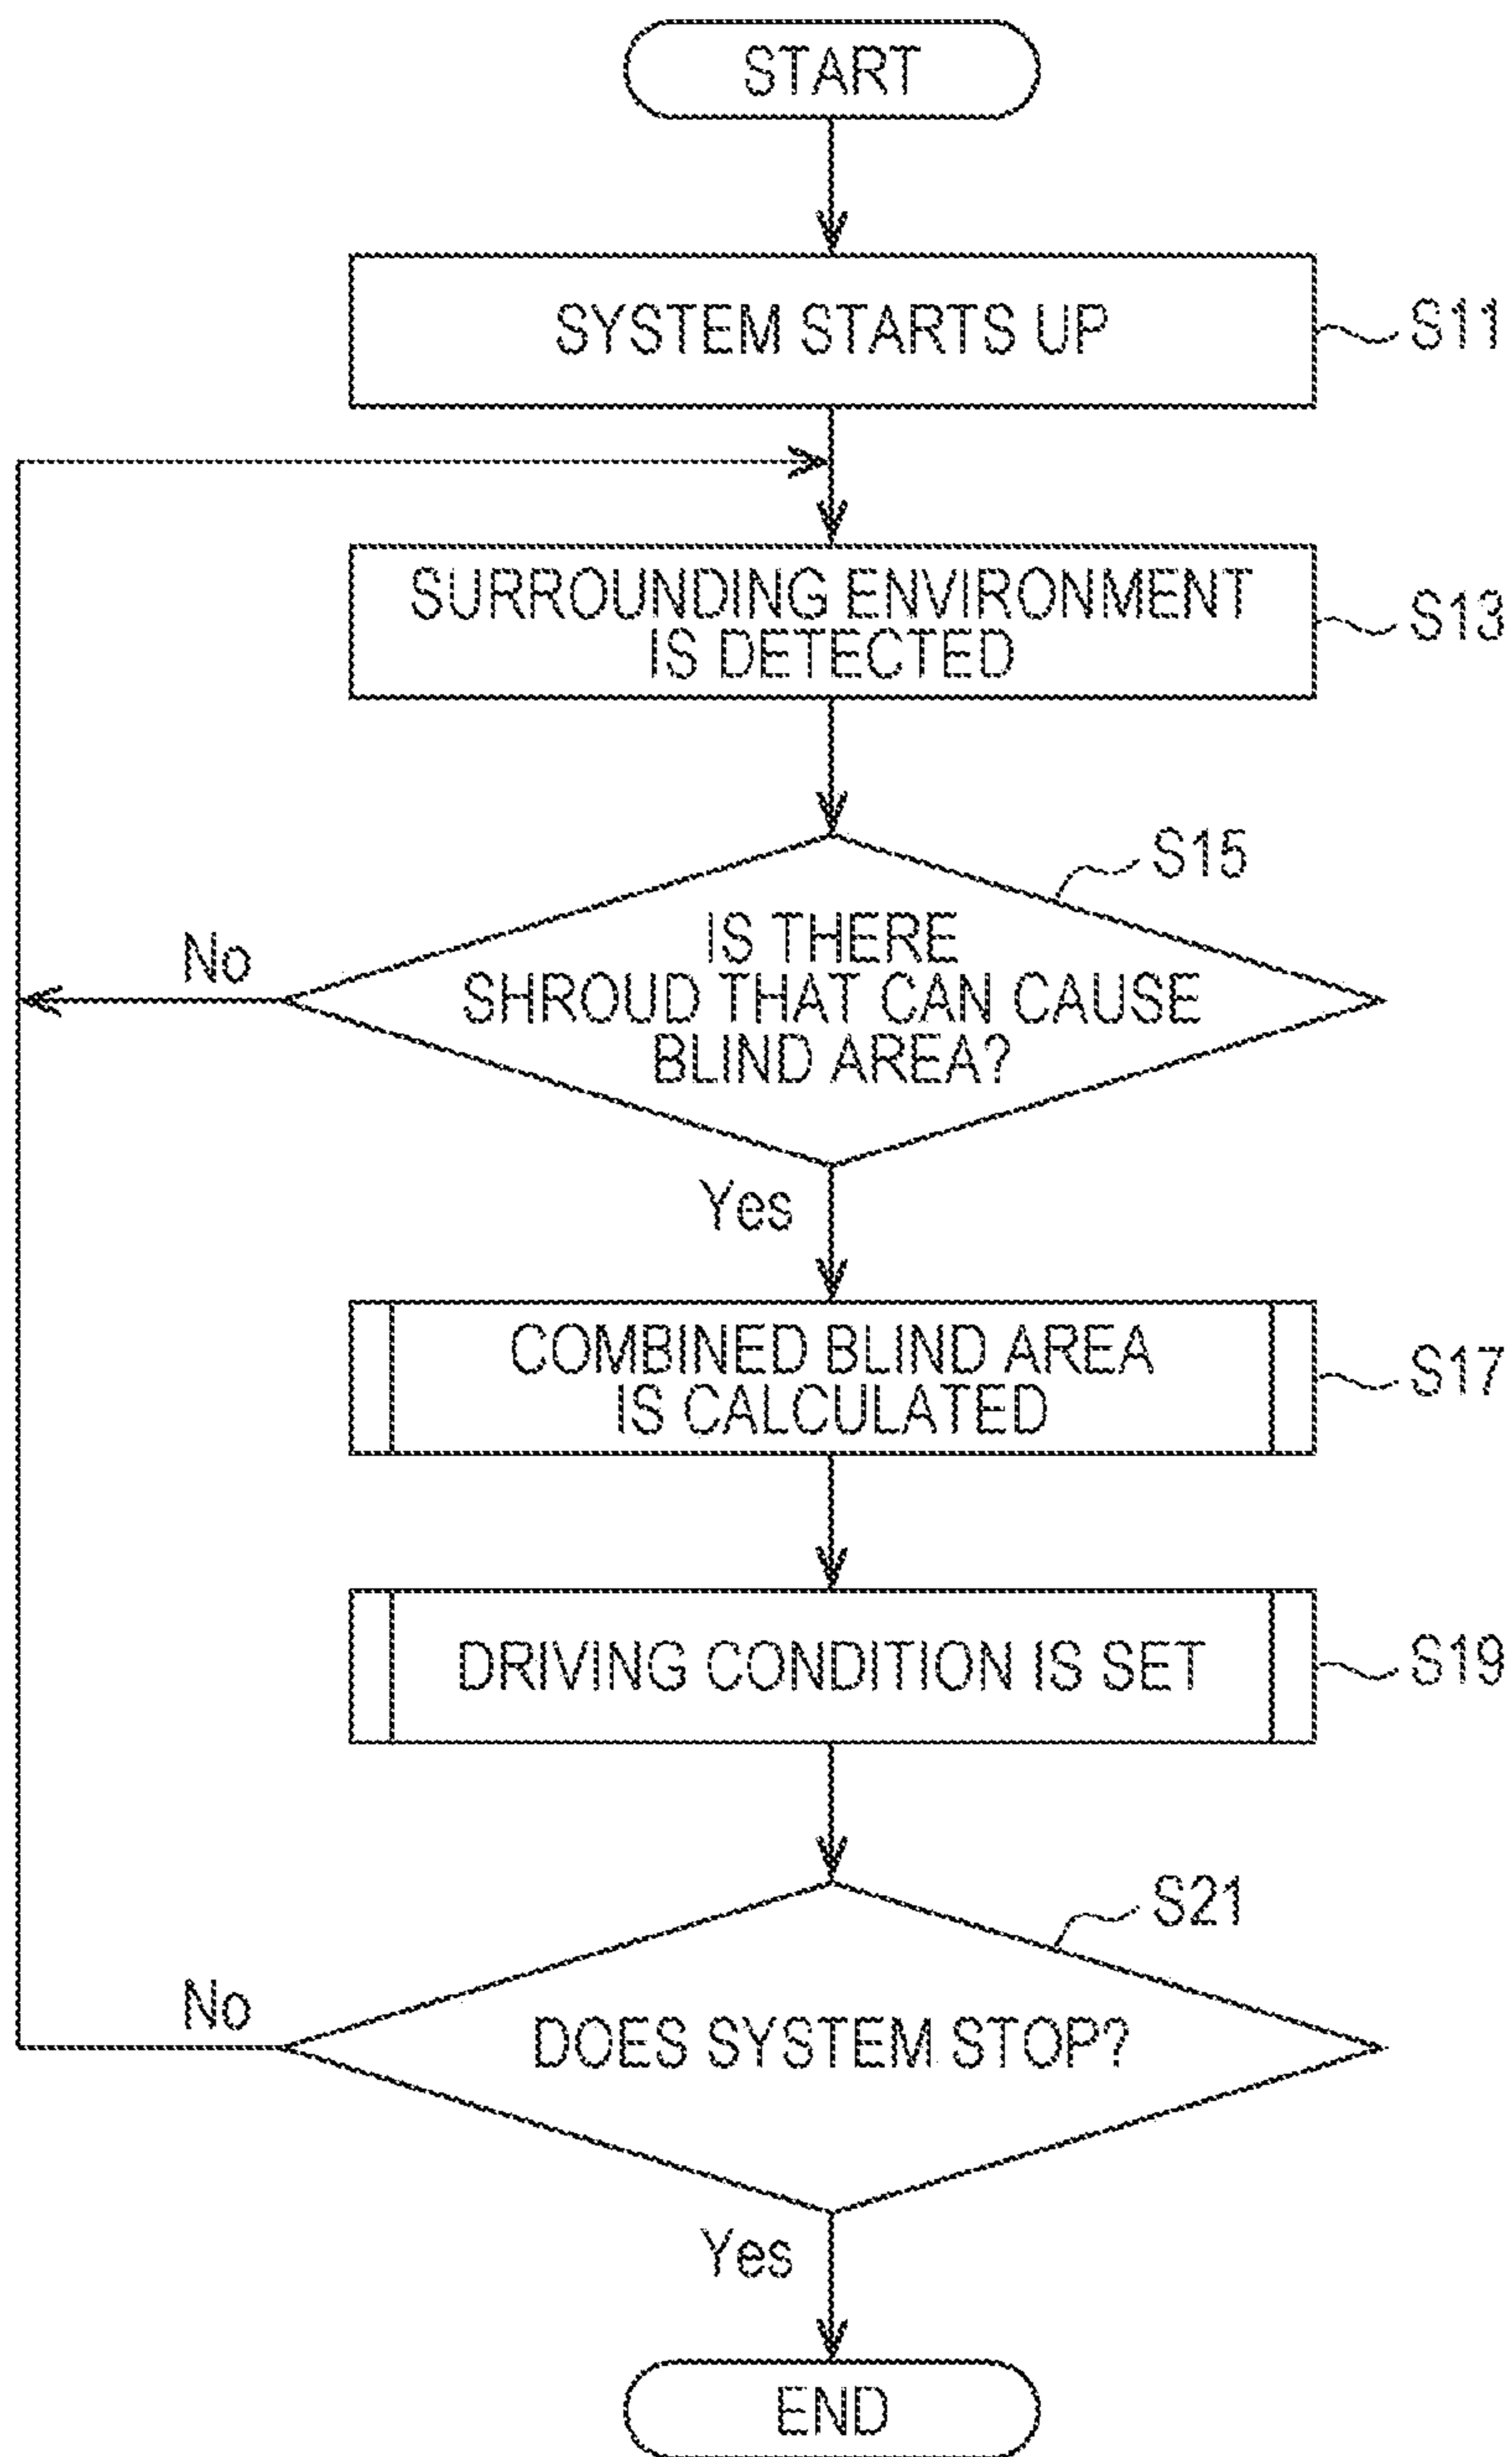 START
SYSTEM STARTS UP
S11
SURROUNDING ENVIRONMENT
IS DETECTED
S13
S15
IS THERE
SHROUD THAT CAN CAUSE
BLIND AREA?
No
Yes
COMBINED BLIND AREA
IS CALCULATED
S17
DRIVING CONDITION IS SET
S19
S21
DOES SYSTEM STOP?
No
Yes
END